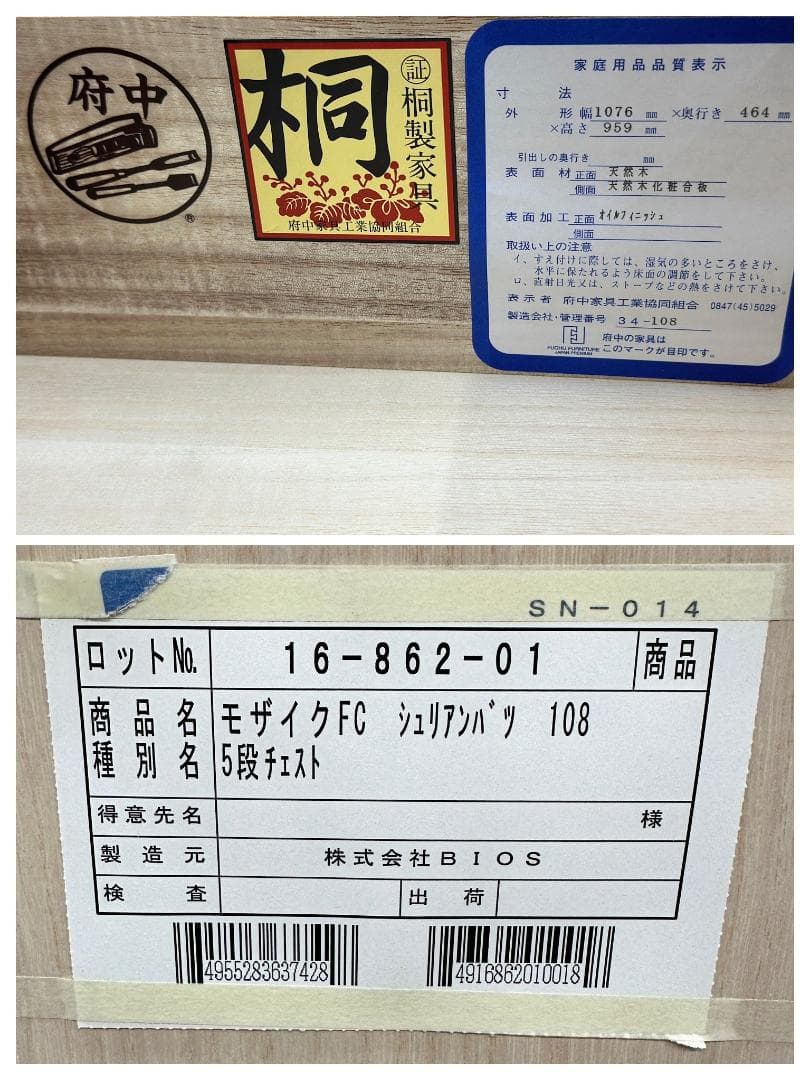 府中
®
桐
証
桐製家具
府中家具工業協同組合
家庭用品品質表示
寸法
外形 幅 1076 mm ×奥行き 464 mm
×高さ 959 mm
引出しの奥行き mm
表面材 正面 天然木
側面 天然木化粧合板
表面加工 正面 オイルフィニッシュ
側面
取扱い上の注意
イ、すえ付けに際しては、湿気の多いところをさけ、
水平に保たれるよう床面の調節をして下さい。
ロ、直射日光又は、ストーブなどの熱をさけて下さい。
表示者 府中家具工業協同組合 0847(45)5029
製造会社・管理番号 34-108
FUCHU FURNITURE
JAPAN PREMIUM
府中の家具は
このマークが目印です。
SN-014
ロットNo. 16-862-01 商品
商品名 モザイクFC ｼｭﾘｱﾝﾊﾞﾂ 108
種別名 5段ﾁｪｽﾄ
得意先名 様
製造元 株式会社BIOS
検査 出荷
4955283637428 4916862010018